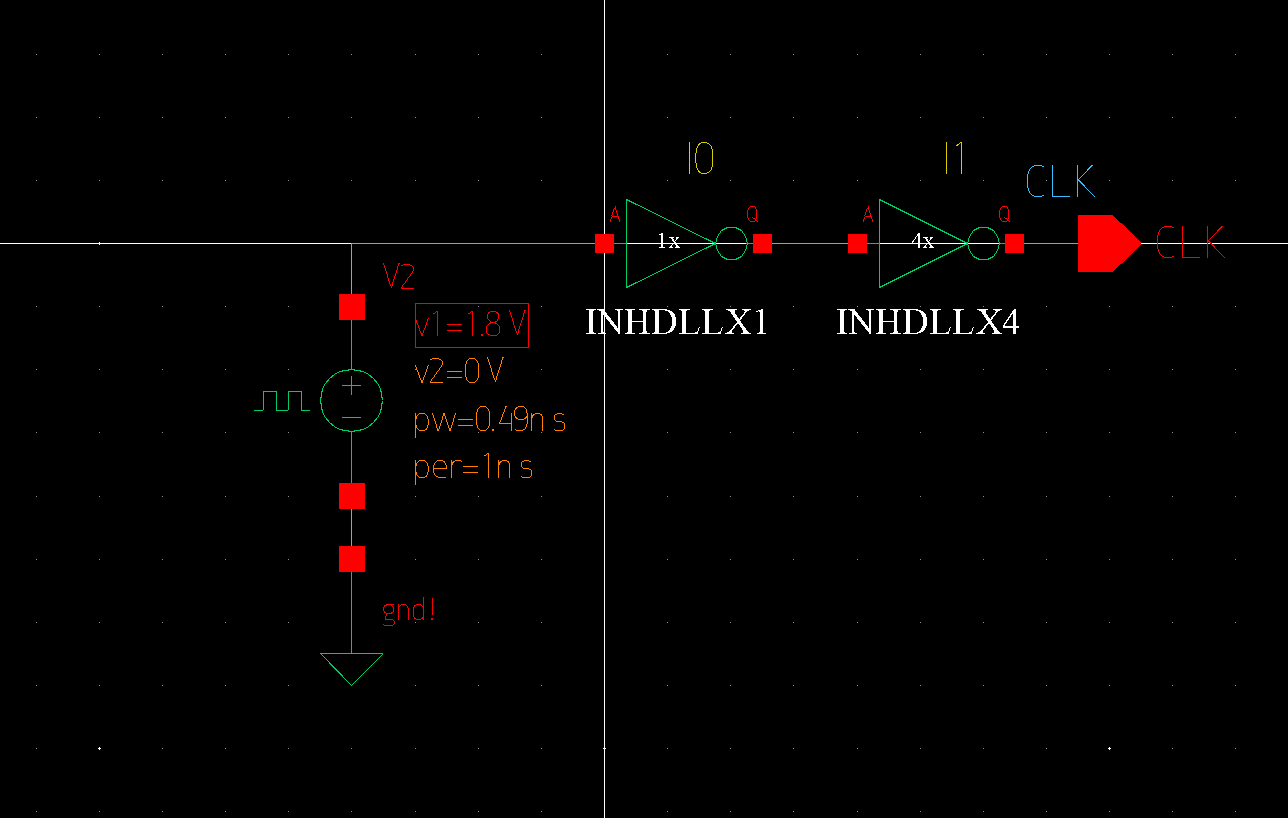 I0
I1
CLK
A
1x
Q
A
4x
Q
CLK
V2
INHDLLX1
INHDLLX4
v1=1.8 V
v2=0 V
pw=0.49n s
per=1n s
gnd!